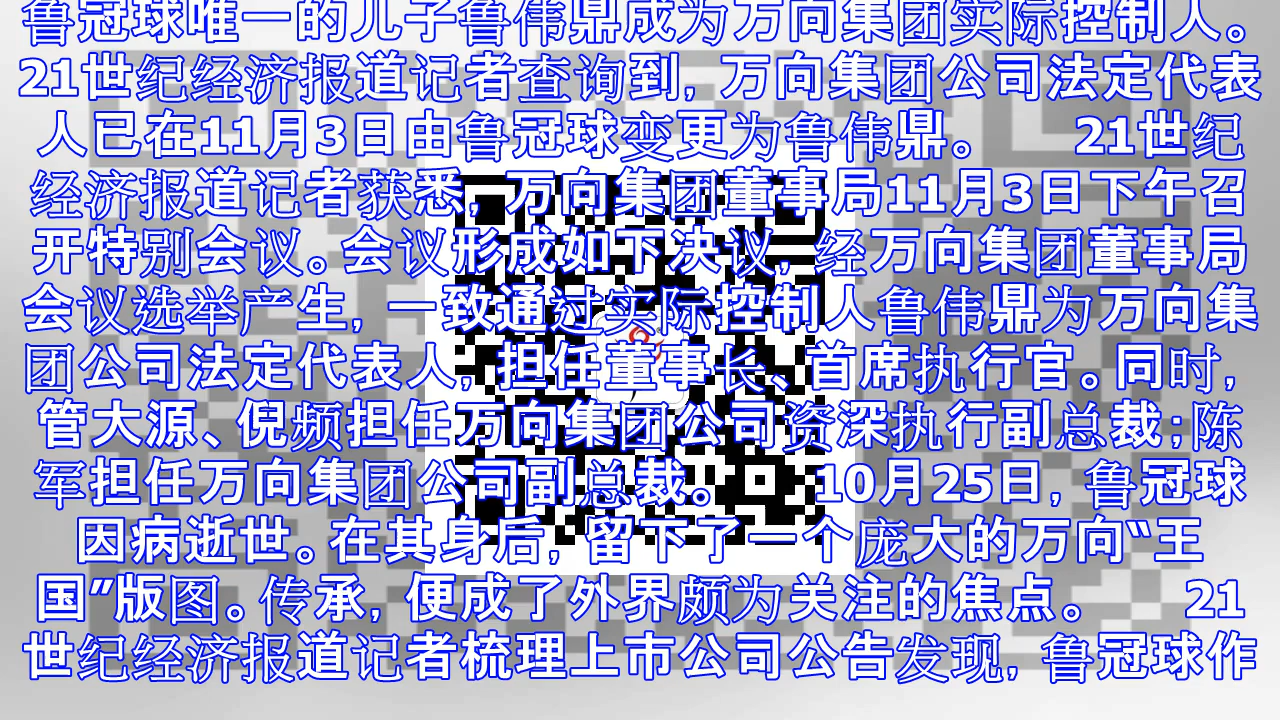 鲁冠球唯一的儿子鲁伟鼎成为万向集团实际控制人。
21世纪经济报道记者查询到, 万向集团公司法定代表
人已在11月3日由鲁冠球变更为鲁伟鼎。 21世纪
经济报道记者获悉, 万向集团董事局11月3日下午召
开特别会议。会议形成如下决议, 经万向集团董事局
会议选举产生, 一致通过实际控制人鲁伟鼎为万向集
团公司法定代表人, 担任董事长、首席执行官。同时,
管大源、倪频担任万向集团公司资深执行副总裁;陈
军担任万向集团公司副总裁。 10月25日, 鲁冠球
因病逝世。在其身后, 留下了一个庞大的万向“王
国”版图。传承, 便成了外界颇为关注的焦点。 21
世纪经济报道记者梳理上市公司公告发现, 鲁冠球作